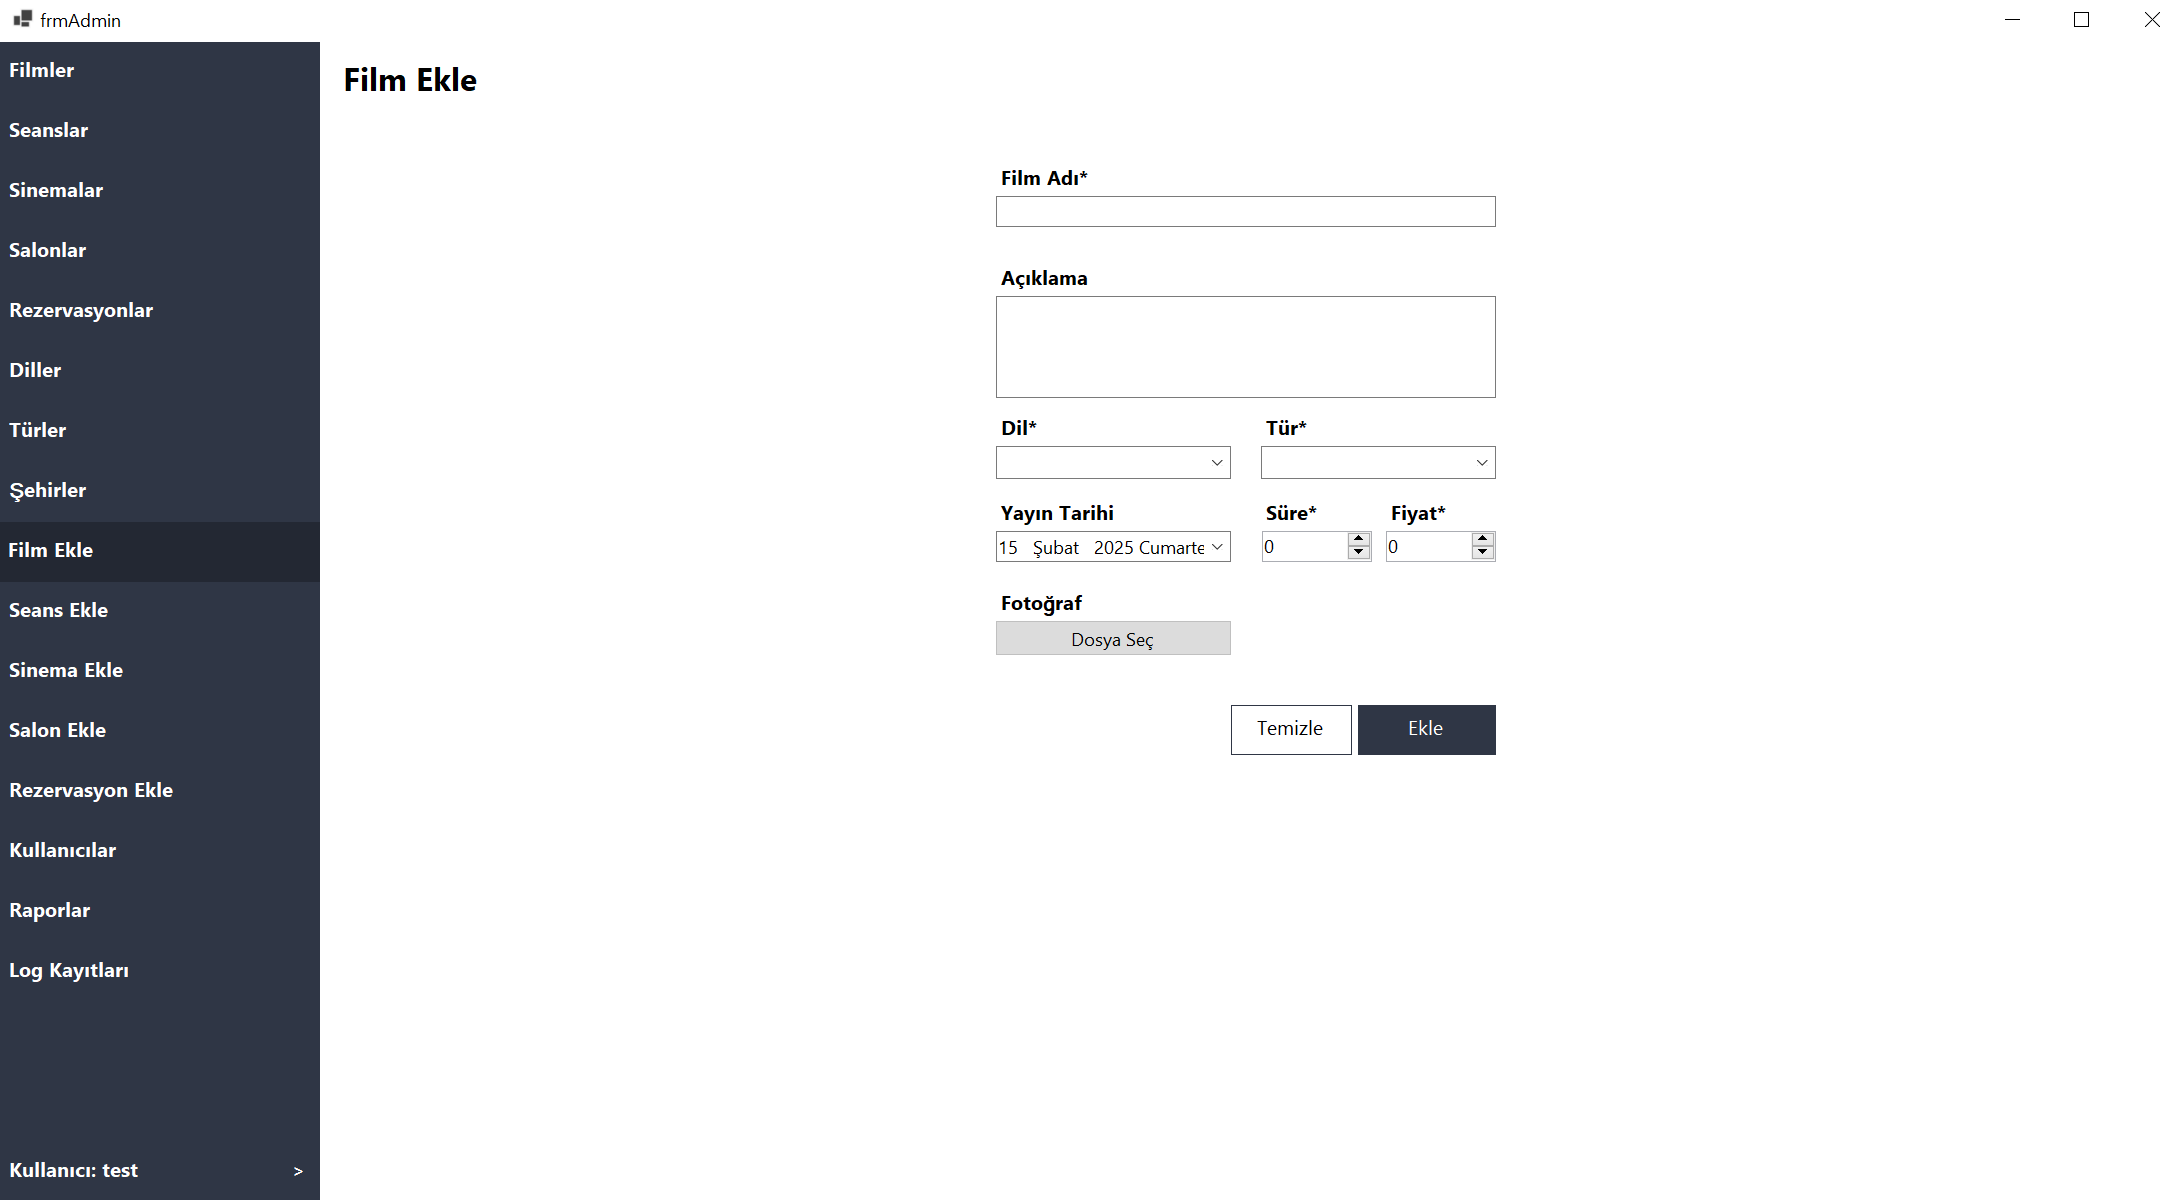 frmAdmin
Filmler
Seanslar
Sinemalar
Salonlar
Rezervasyonlar
Diller
Türler
Şehirler
Film Ekle
Seans Ekle
Sinema Ekle
Salon Ekle
Rezervasyon Ekle
Kullanıcılar
Raporlar
Log Kayıtları
Kullanıcı: test >
Film Ekle
Film Adı*
Açıklama
Dil* Tür*
Yayın Tarihi Süre* Fiyat*
15 Şubat 2025 Cumarte 0 0
Fotoğraf
Dosya Seç
Temizle Ekle